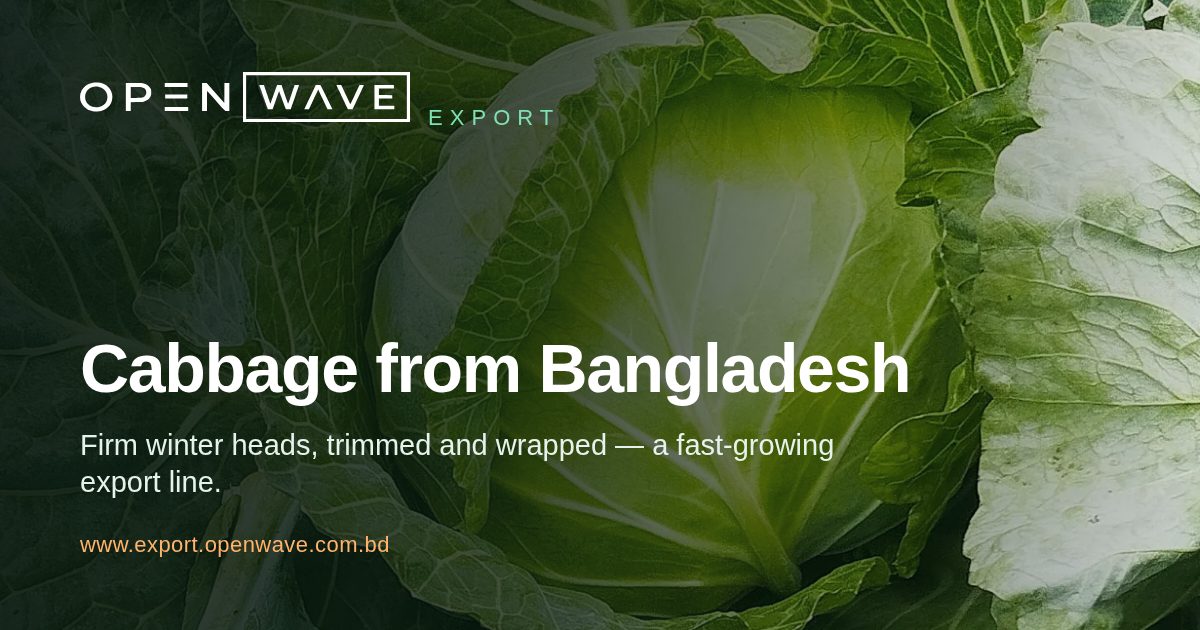 OPEN WAVE EXPORT
Cabbage from Bangladesh
Firm winter heads, trimmed and wrapped — a fast-growing
export line.
www.export.openwave.com.bd